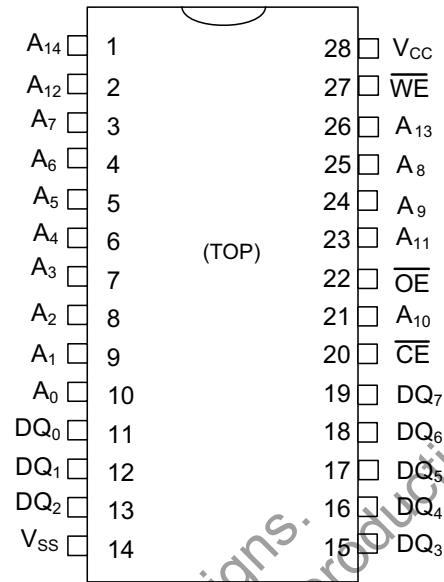 A14 1 28 VCC
A12 2 27 WE
A7 3 26 A13
A6 4 25 A8
A5 5 24 A9
A4 6 23 A11
(TOP)
A3 7 22 OE
A2 8 21 A10
A1 9 20 CE
A0 10 19 DQ7
DQ0 11 18 DQ6
DQ1 12 17 DQ5
DQ2 13 16 DQ4
VSS 14 15 DQ3